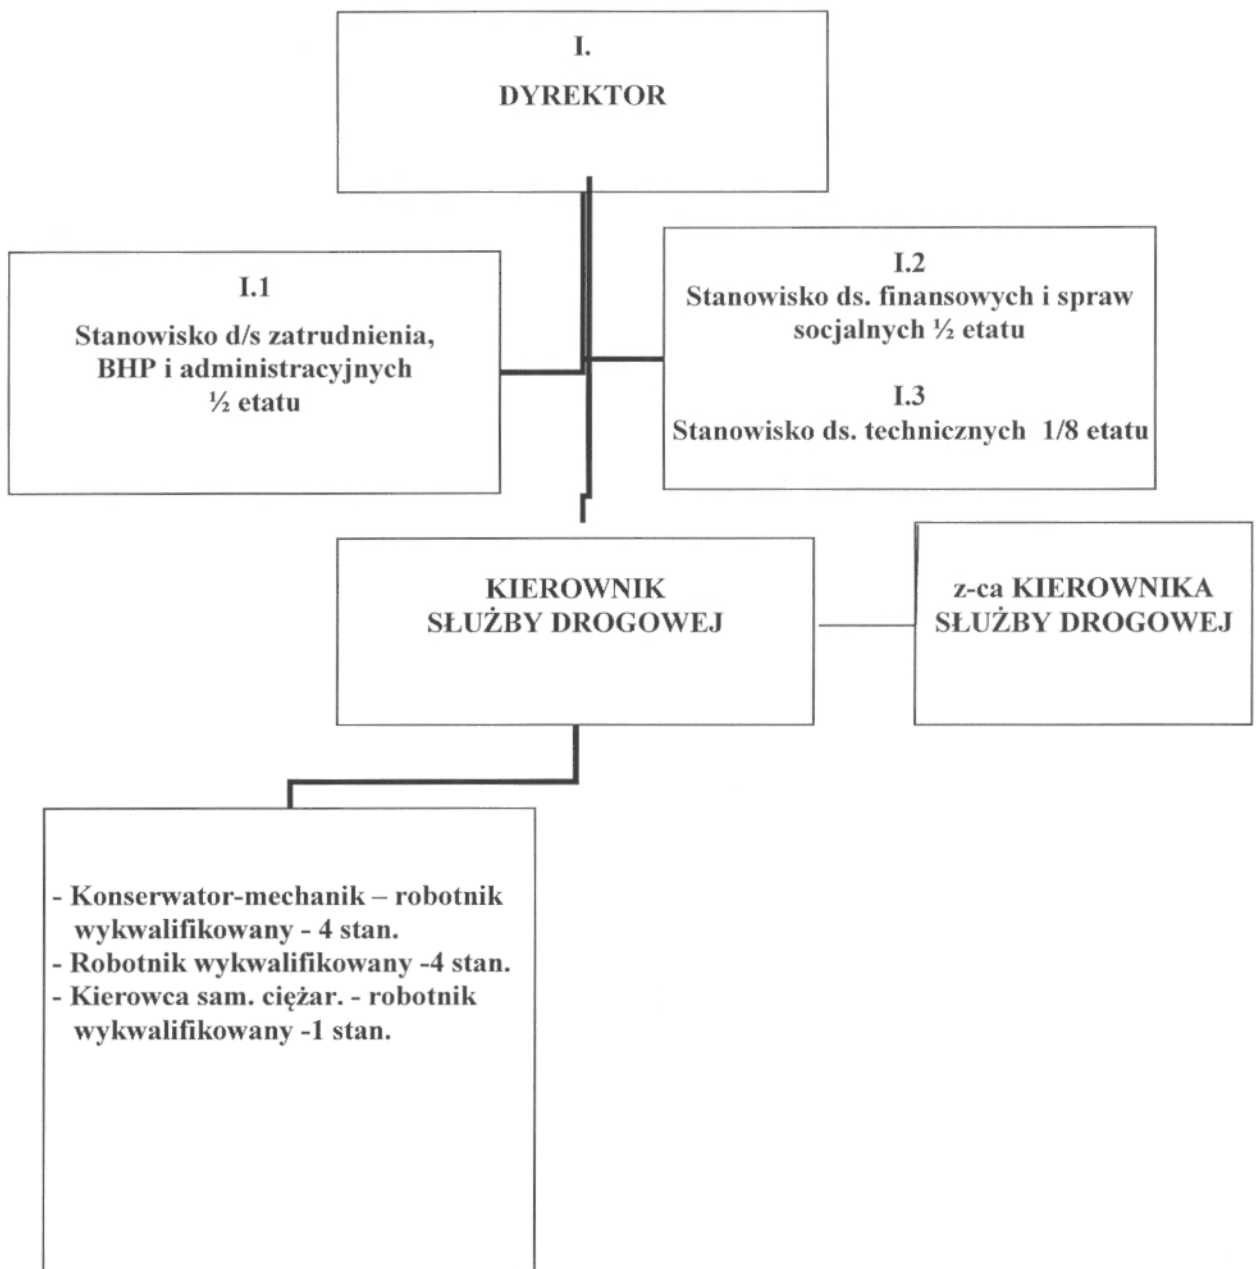 I.
DYREKTOR
I.1
Stanowisko d/s zatrudnienia,
BHP i administracyjnych
½ etatu
I.2
Stanowisko ds. finansowych i spraw
socjalnych ½ etatu
I.3
Stanowisko ds. technicznych 1/8 etatu
KIEROWNIK
SŁUŻBY DROGOWEJ
z-ca KIEROWNIKA
SŁUŻBY DROGOWEJ
- Konserwator-mechanik – robotnik
wykwalifikowany - 4 stan.
- Robotnik wykwalifikowany -4 stan.
- Kierowca sam. ciężar. - robotnik
wykwalifikowany -1 stan.